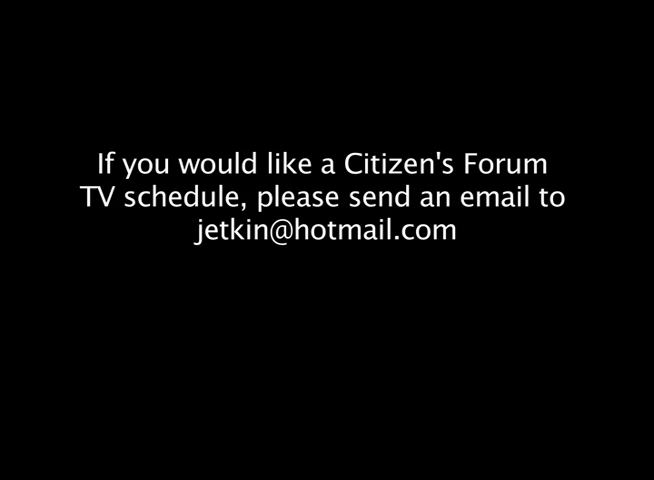 If you would like a Citizen's Forum
TV schedule, please send an email to
jetkin@hotmail.com